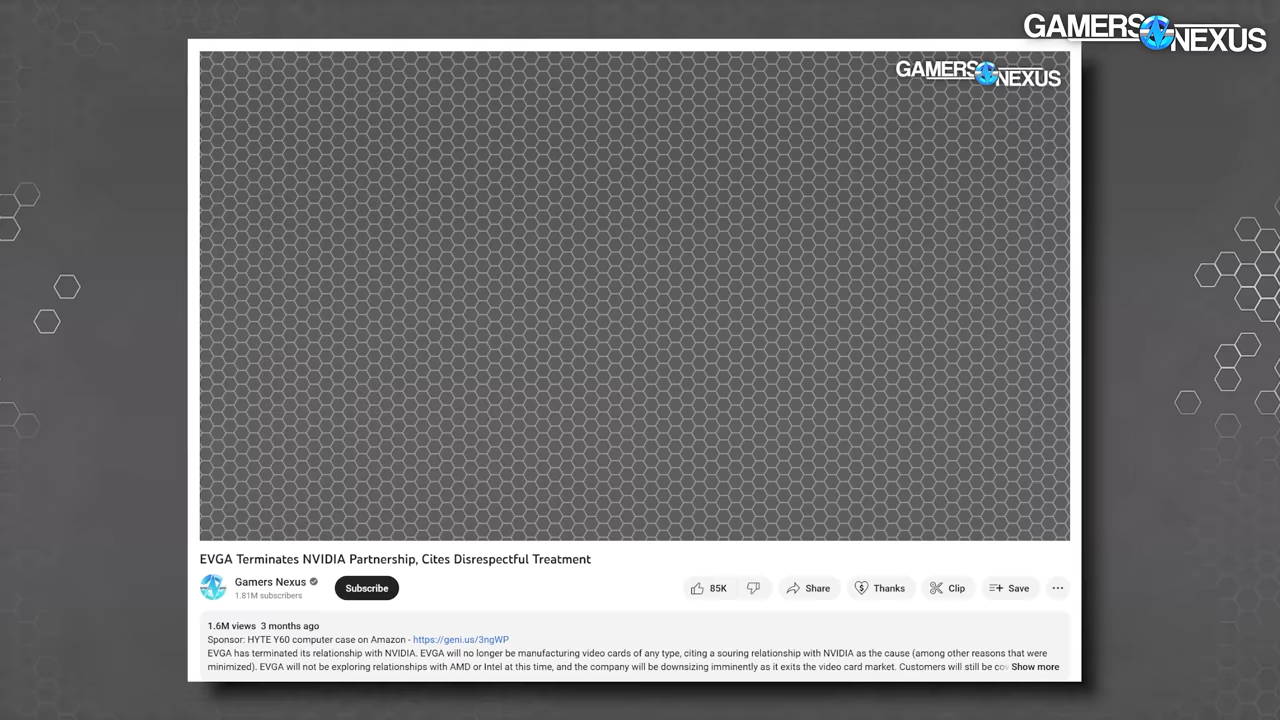 GAMERS NEXUS
GAMERS NEXUS
EVGA Terminates NVIDIA Partnership, Cites Disrespectful Treatment
Gamers Nexus
1.81M subscribers
Subscribe
85K
Share
Thanks
Clip
Save
1.6M views 3 months ago
Sponsor: HYTE Y60 computer case on Amazon - https://geni.us/3ngWP
EVGA has terminated its relationship with NVIDIA. EVGA will no longer be manufacturing video cards of any type, citing a souring relationship with NVIDIA as the cause (among other reasons that were
minimized). EVGA will not be exploring relationships with AMD or Intel at this time, and the company will be downsizing imminently as it exits the video card market. Customers will still be cov Show more